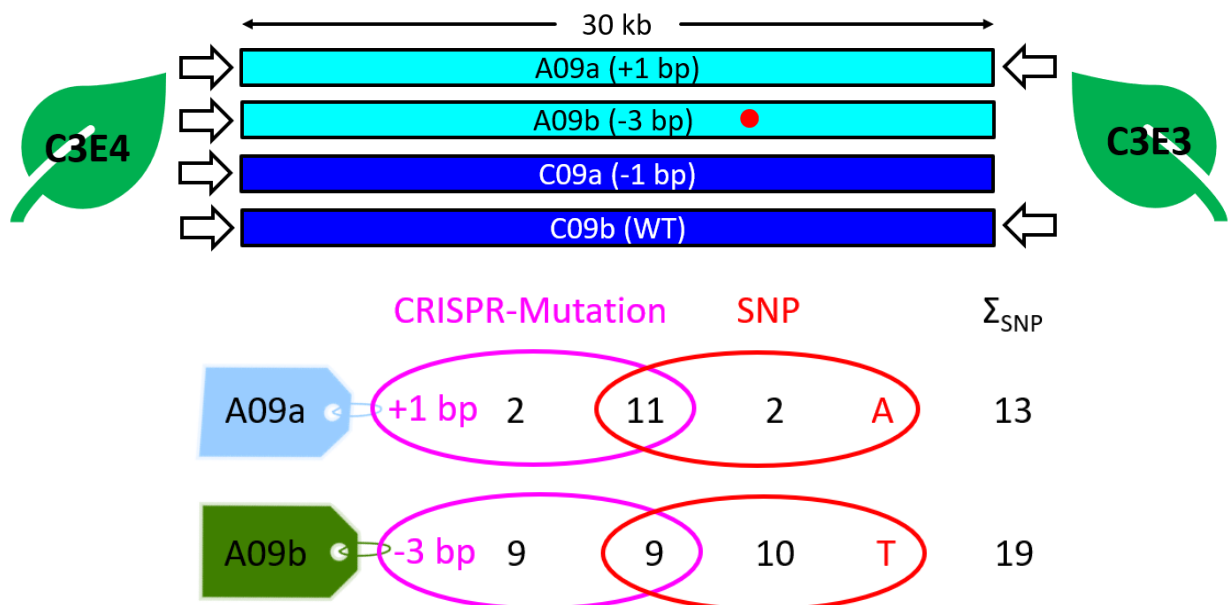 30 kb
A09a (+1 bp)
A09b (-3 bp)
C3E4
C3E3
C09a (-1 bp)
C09b (WT)
CRISPR-Mutation SNP Σ_SNP
A09a +1 bp 2 11 2 A 13
A09b -3 bp 9 9 10 T 19